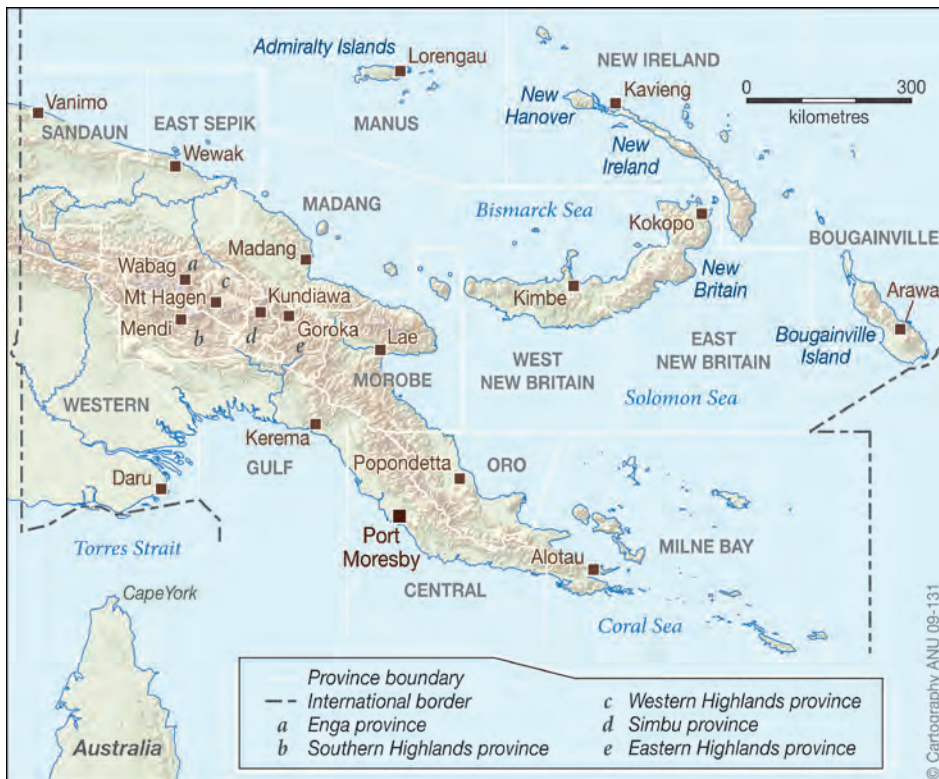 Admiralty Islands
Lorengau
NEW IRELAND
Vanimo
SANDAUN
EAST SEPIK
MANUS
New
Hanover
Kavieng
0
300
kilometres
Wewak
New
Ireland
MADANG
Bismarck Sea
Kokopo
BOUGAINVILLE
Madang
Wabag
a
c
Mt Hagen
Kundiawa
Kimbe
New
Britain
Arawa
Mendi
b
d
Goroka
e
Lae
Bougainville
Island
WEST
NEW BRITAIN
EAST
NEW BRITAIN
MOROBE
WESTERN
Solomon Sea
Kerema
GULF
Popondetta
ORO
Daru
Port
Moresby
Torres Strait
Alotau
MILNE BAY
CENTRAL
Cape York
Coral Sea
Australia
Province boundary
International border
a Enga province
b Southern Highlands province
c Western Highlands province
d Simbu province
e Eastern Highlands province
© Cartography ANU 09-131